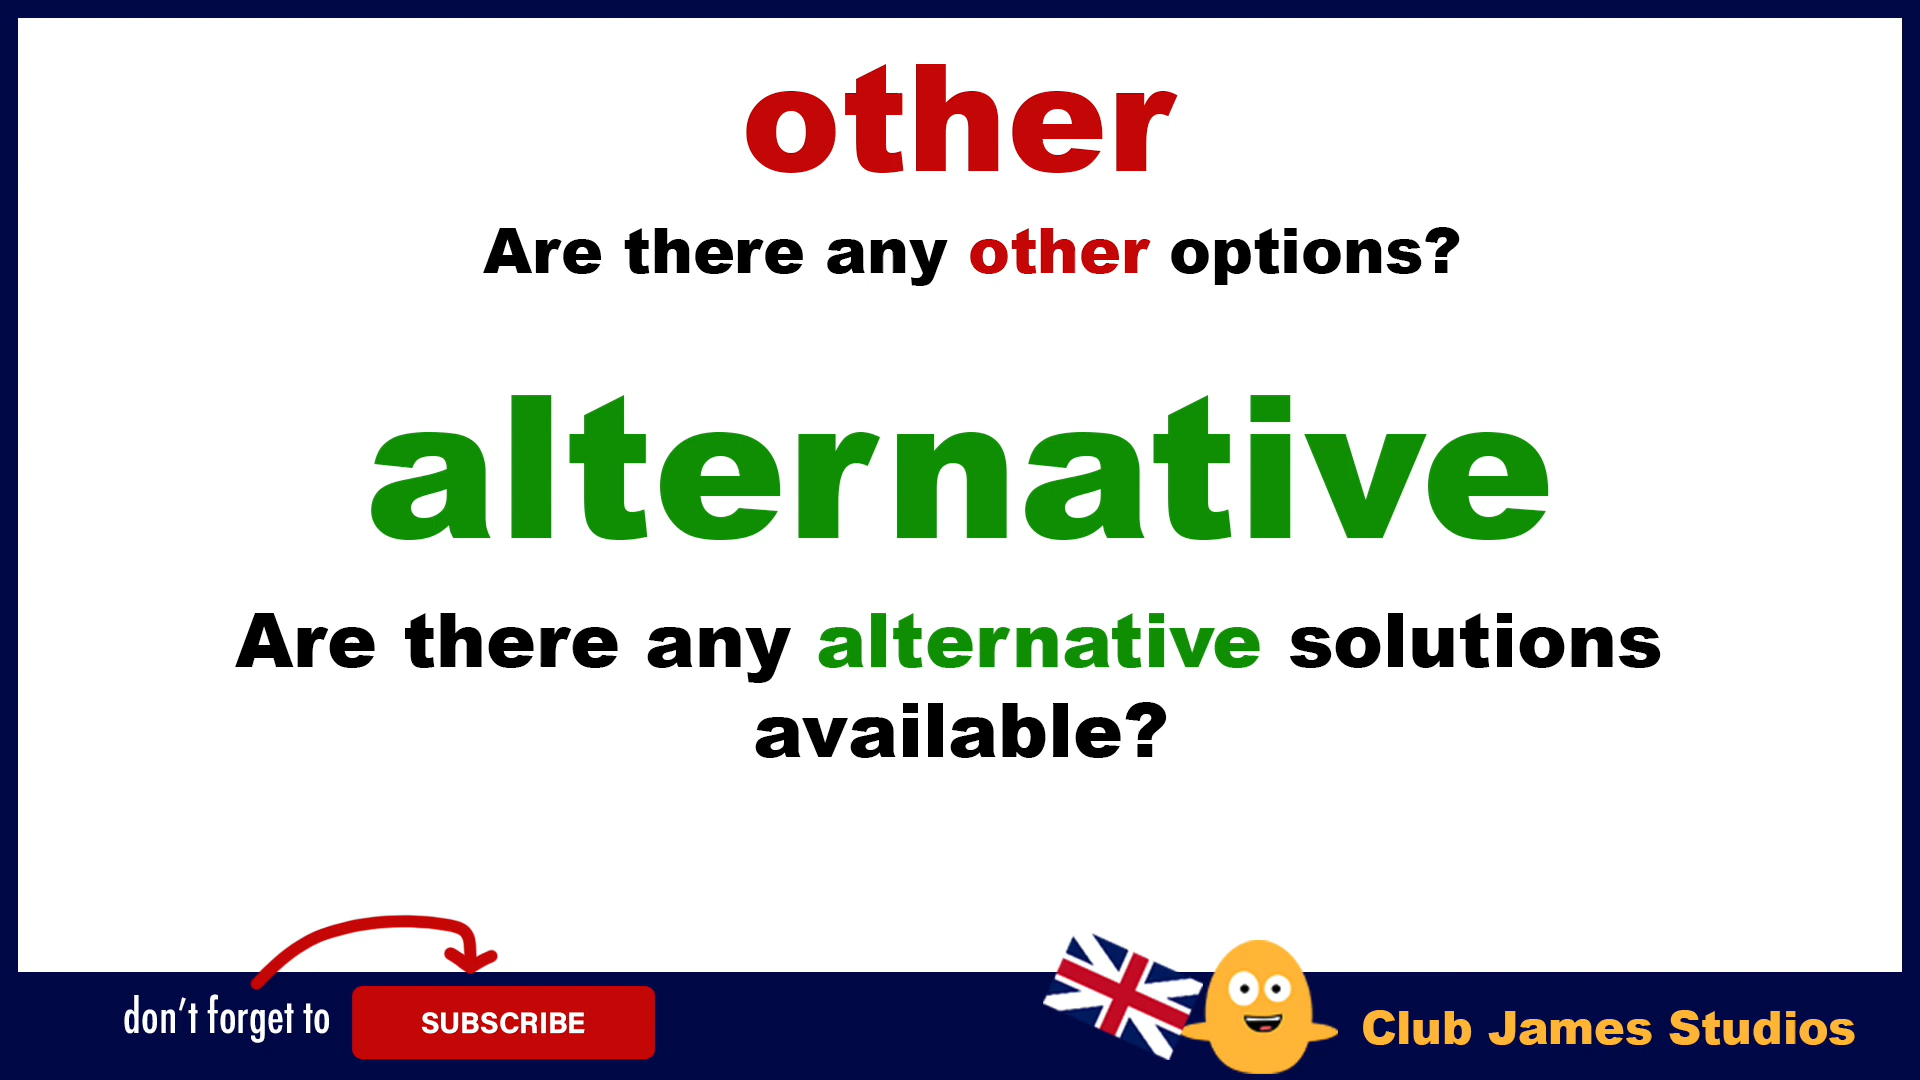 other
Are there any other options?
alternative
Are there any alternative solutions
available?
don't forget to
SUBSCRIBE
Club James Studios